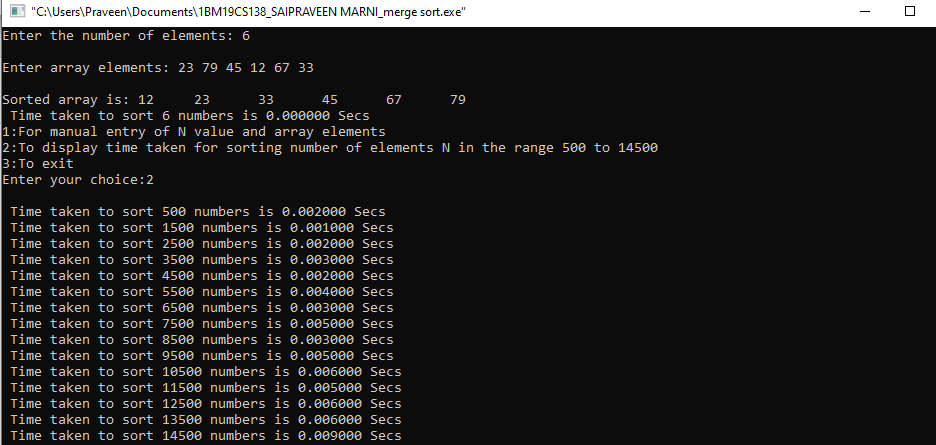 "C:\Users\Praveen\Documents\1BM19CS138_SAIPRAVEEN MARNI_merge sort.exe"
Enter the number of elements: 6
Enter array elements: 23 79 45 12 67 33
Sorted array is: 12 23 33 45 67 79
Time taken to sort 6 numbers is 0.000000 Secs
1:For manual entry of N value and array elements
2:To display time taken for sorting number of elements N in the range 500 to 14500
3:To exit
Enter your choice:2
Time taken to sort 500 numbers is 0.002000 Secs
Time taken to sort 1500 numbers is 0.001000 Secs
Time taken to sort 2500 numbers is 0.002000 Secs
Time taken to sort 3500 numbers is 0.003000 Secs
Time taken to sort 4500 numbers is 0.002000 Secs
Time taken to sort 5500 numbers is 0.004000 Secs
Time taken to sort 6500 numbers is 0.003000 Secs
Time taken to sort 7500 numbers is 0.005000 Secs
Time taken to sort 8500 numbers is 0.003000 Secs
Time taken to sort 9500 numbers is 0.005000 Secs
Time taken to sort 10500 numbers is 0.006000 Secs
Time taken to sort 11500 numbers is 0.005000 Secs
Time taken to sort 12500 numbers is 0.006000 Secs
Time taken to sort 13500 numbers is 0.006000 Secs
Time taken to sort 14500 numbers is 0.009000 Secs